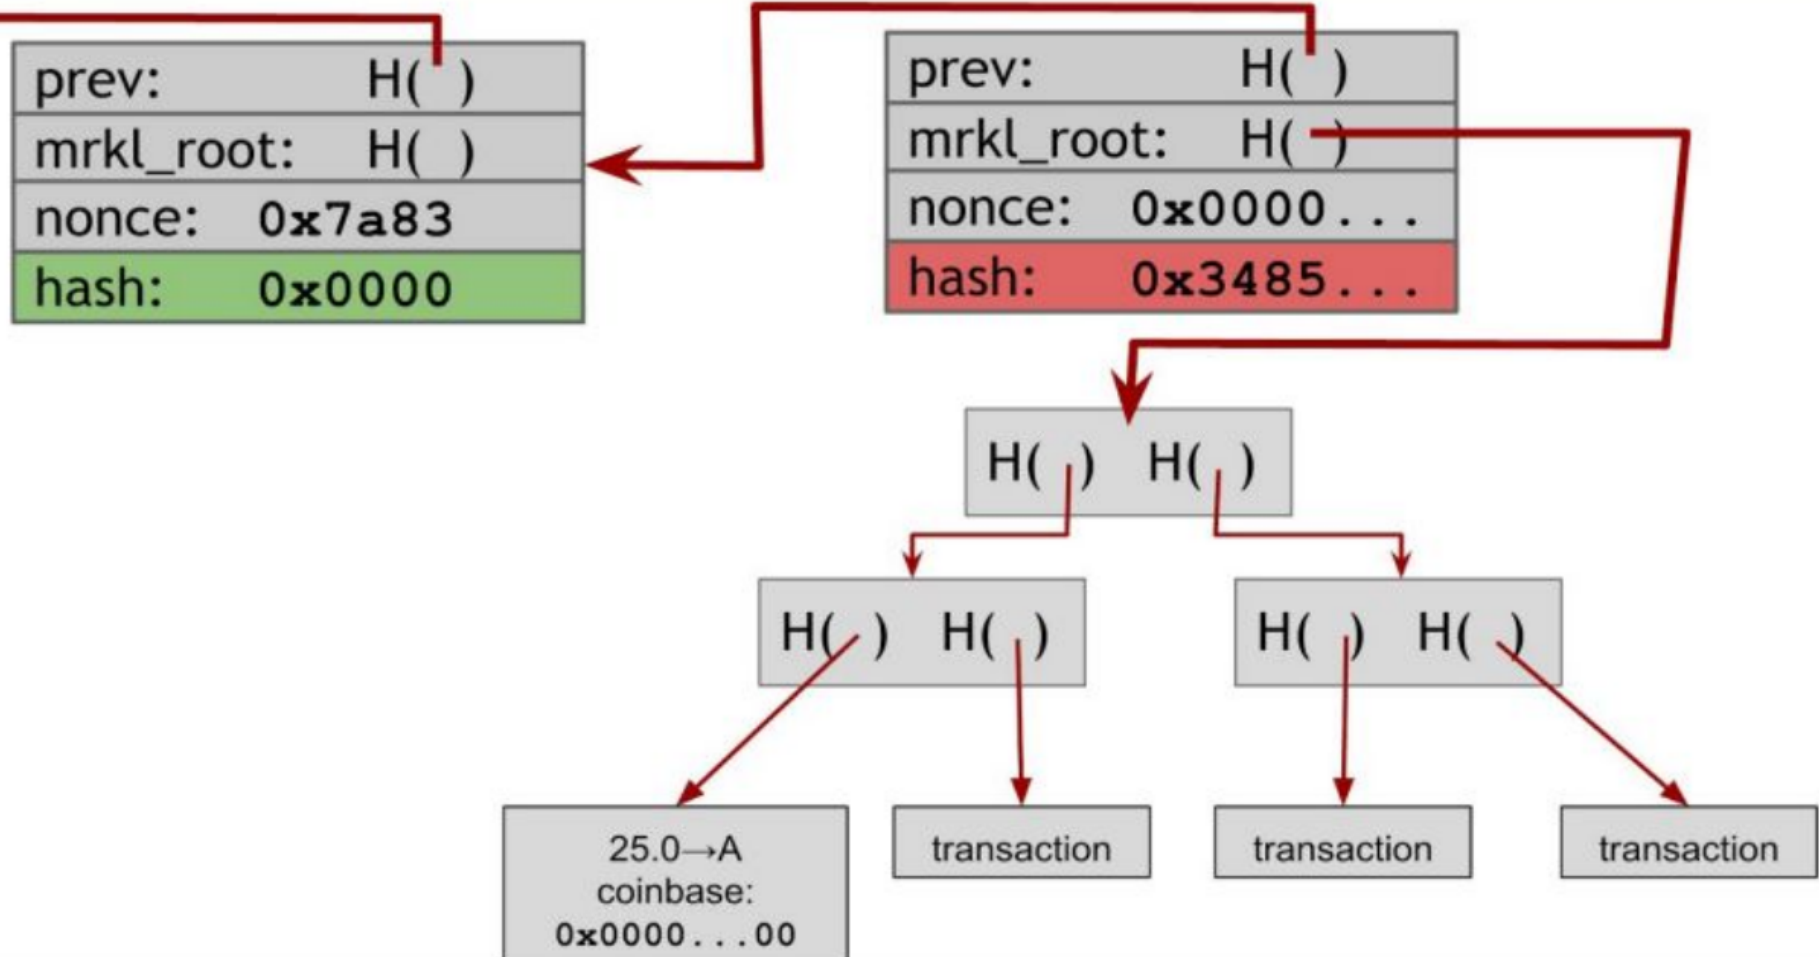 prev: H( )
mrkl_root: H( )
nonce: 0x7a83
hash: 0x0000
prev: H( )
mrkl_root: H( )
nonce: 0x0000...
hash: 0x3485...
H( ) H( )
H( ) H( )
H( ) H( )
25.0→A
coinbase:
0x0000...00
transaction
transaction
transaction